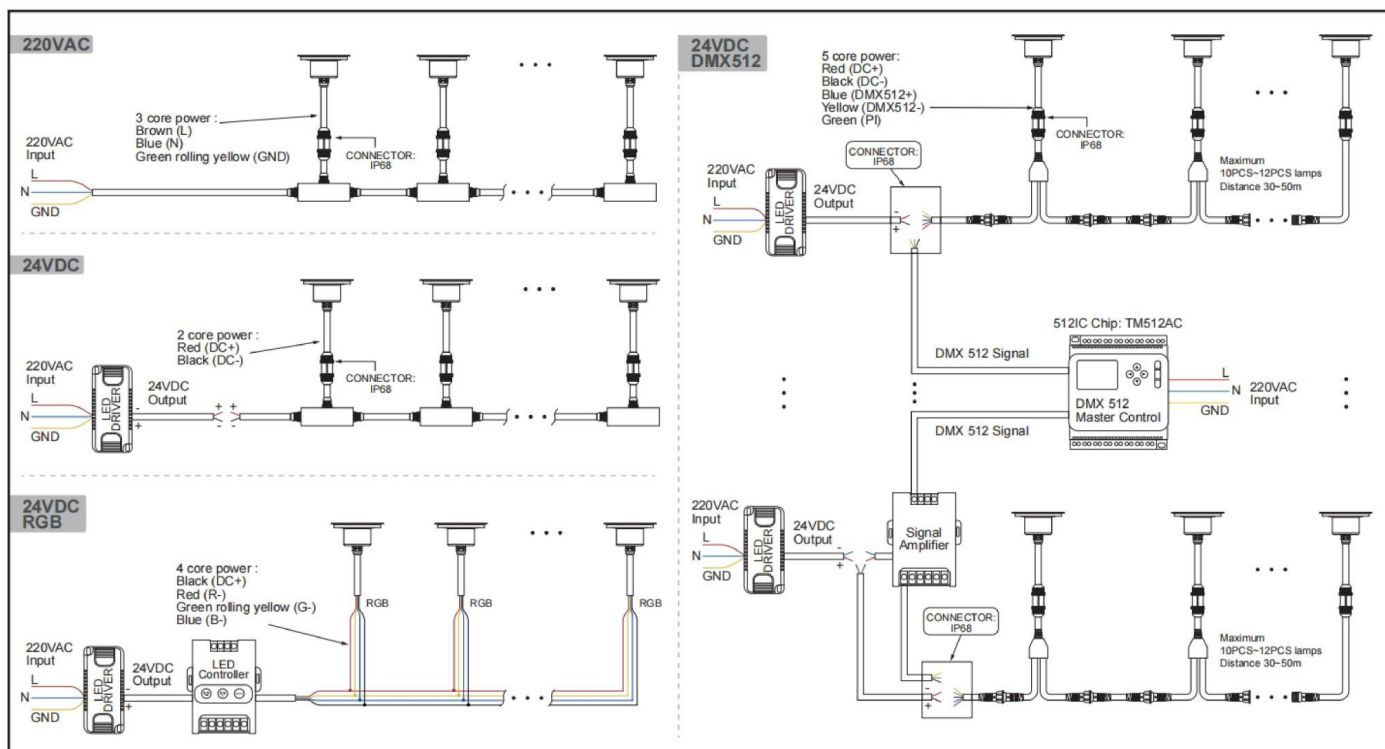 220VAC
3 core power :
Brown (L)
Blue (N)
Green rolling yellow (GND)
CONNECTOR:
IP68
220VAC
Input
L
N
GND
24VDC
2 core power :
Red (DC+)
Black (DC-)
CONNECTOR:
IP68
220VAC
Input
L
N
GND
LED
DRIVER
24VDC
Output
-
+
+ +
- -
24VDC
RGB
4 core power :
Black (DC+)
Red (R-)
Green rolling yellow (G-)
Blue (B-)
RGB
RGB
RGB
220VAC
Input
L
N
GND
LED
DRIVER
24VDC
Output
-
+
LED
Controller
24VDC
DMX512
5 core power:
Red (DC+)
Black (DC-)
Blue (DMX512+)
Yellow (DMX512-)
Green (PI)
CONNECTOR:
IP68
CONNECTOR:
IP68
Maximum
10PCS~12PCS lamps
Distance 30~50m
220VAC
Input
L
N
GND
LED
DRIVER
24VDC
Output
-
+
512IC Chip: TM512AC
DMX 512 Signal
DMX 512
Master Control
L
N
GND
220VAC
Input
DMX 512 Signal
220VAC
Input
L
N
GND
LED
DRIVER
24VDC
Output
-
+
Signal
Amplifier
CONNECTOR:
IP68
-
+
Maximum
10PCS~12PCS lamps
Distance 30~50m